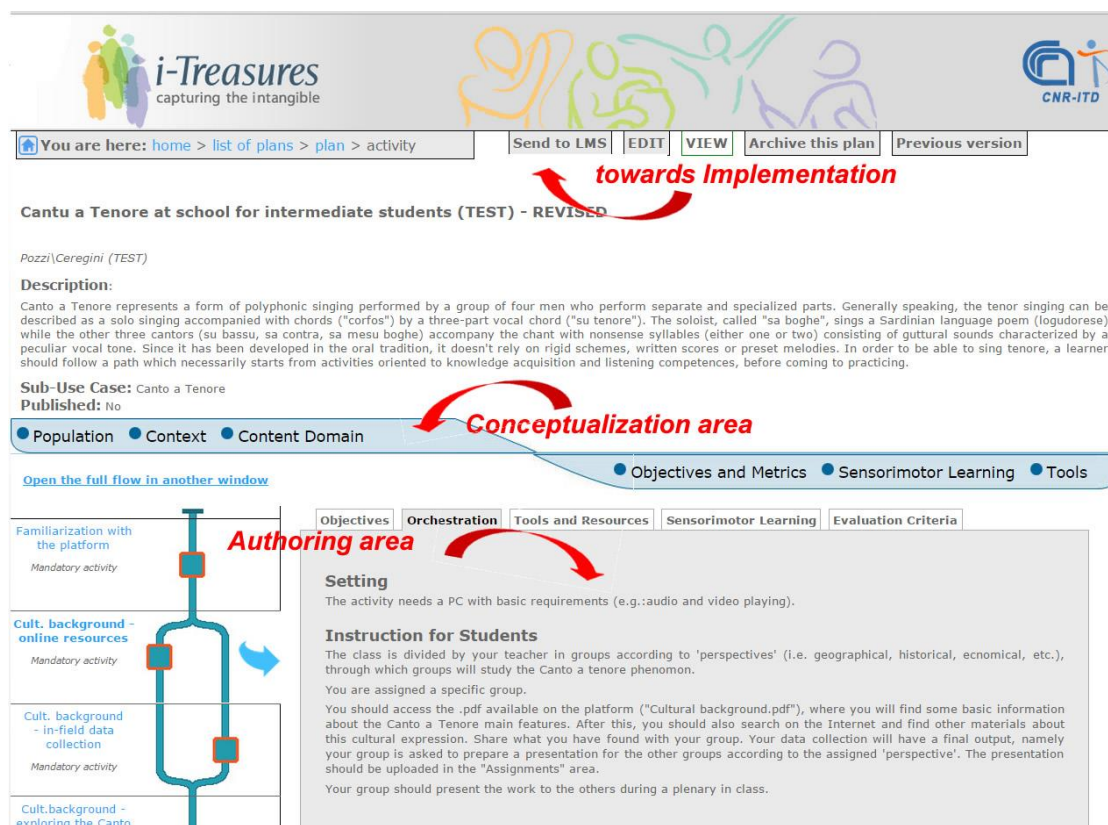 i-Treasures
capturing the intangible
CNR-ITD
You are here: home > list of plans > plan > activity
Send to LMS
EDIT
VIEW
Archive this plan
Previous version
towards Implementation
Cantu a Tenore at school for intermediate students (TEST) - REVISED
Pozzi\Ceregini (TEST)
Description:
Canto a Tenore represents a form of polyphonic singing performed by a group of four men who perform separate and specialized parts. Generally speaking, the tenor singing can be
described as a solo singing accompanied with chords ("corfos") by a three-part vocal chord ("su tenore"). The soloist, called "sa boghe", sings a Sardinian language poem (logudorese)
while the other three cantors (su bassu, sa contra, sa mesu boghe) accompany the chant with nonsense syllables (either one or two) consisting of guttural sounds characterized by a
peculiar vocal tone. Since it has been developed in the oral tradition, it doesn't rely on rigid schemes, written scores or preset melodies. In order to be able to sing tenore, a learner
should follow a path which necessarily starts from activities oriented to knowledge acquisition and listening competences, before coming to practicing.
Sub-Use Case: Canto a Tenore
Published: No
Conceptualization area
Population
Context
Content Domain
Objectives and Metrics
Sensorimotor Learning
Tools
Open the full flow in another window
Familiarization with
the platform
Mandatory activity
Cult. background -
online resources
Mandatory activity
Cult. background
- in-field data
collection
Mandatory activity
Cult.background -
exploring the Canto
Objectives
Orchestration
Tools and Resources
Sensorimotor Learning
Evaluation Criteria
Authoring area
Setting
The activity needs a PC with basic requirements (e.g.:audio and video playing).
Instruction for Students
The class is divided by your teacher in groups according to 'perspectives' (i.e. geographical, historical, ecnomical, etc.),
through which groups will study the Canto a tenore phenomon.
You are assigned a specific group.
You should access the .pdf available on the platform ("Cultural background.pdf"), where you will find some basic information
about the Canto a Tenore main features. After this, you should also search on the Internet and find other materials about
this cultural expression. Share what you have found with your group. Your data collection will have a final output, namely
your group is asked to prepare a presentation for the other groups according to the assigned 'perspective'. The presentation
should be uploaded in the "Assignments" area.
Your group should present the work to the others during a plenary in class.